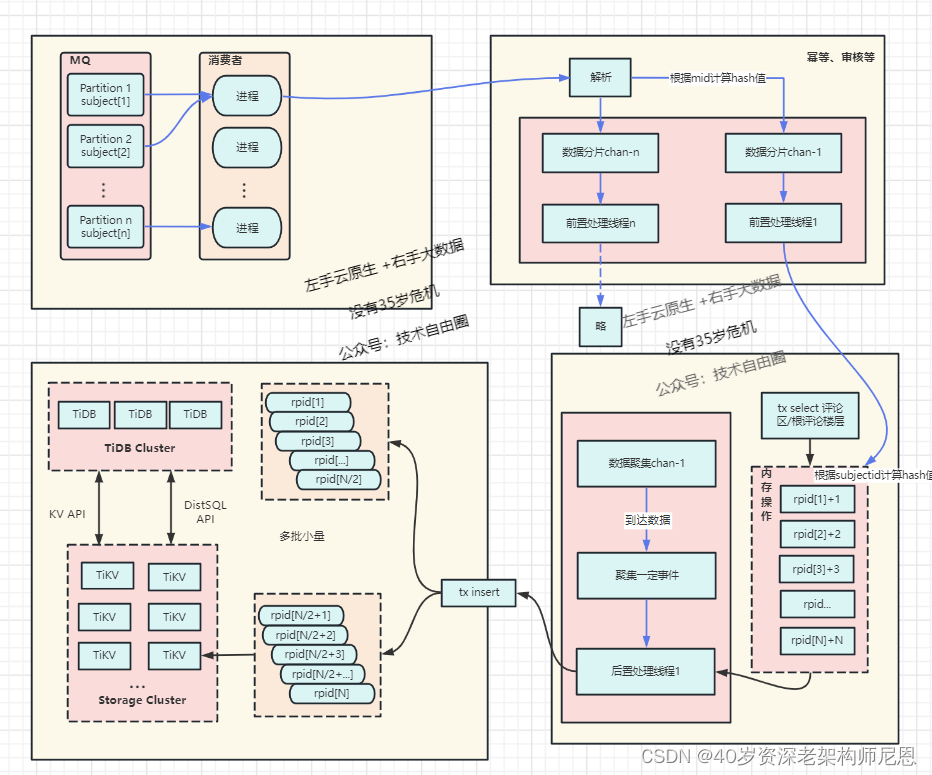 MQ
Partition 1
subject[1]
Partition 2
subject[2]
⋮
Partition n
subject[n]
消费者
进程
进程
⋮
进程
幂等、审核等
解析
根据mid计算hash值
数据分片chan-n
数据分片chan-1
前置处理线程n
前置处理线程1
略
左手云原生 +右手大数据
没有35岁危机
公众号：技术自由圈
左手云原生 +右手大数据
没有35岁危机
公众号：技术自由圈
TiDB
TiDB
TiDB
TiDB Cluster
KV API
DistSQL
API
TiKV
TiKV
TiKV
TiKV
TiKV
TiKV
...
Storage Cluster
rpid[1]
rpid[2]
rpid[3]
rpid[...]
rpid[N/2]
多批小量
rpid[N/2+1]
rpid[N/2+2]
rpid[N/2+3]
rpid[N/2+...]
rpid[N]
tx insert
数据聚集chan-1
到达数据
聚集一定事件
后置处理线程1
tx select 评论
区/根评论楼层
根据subjectid计算hash值
内存操作
rpid[1]+1
rpid[2]+2
rpid[3]+3
rpid...
rpid[N]+N
CSDN @40岁资深老架构师尼恩